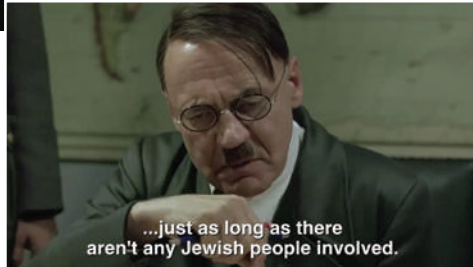 ...just as long as there
aren't any Jewish people involved.